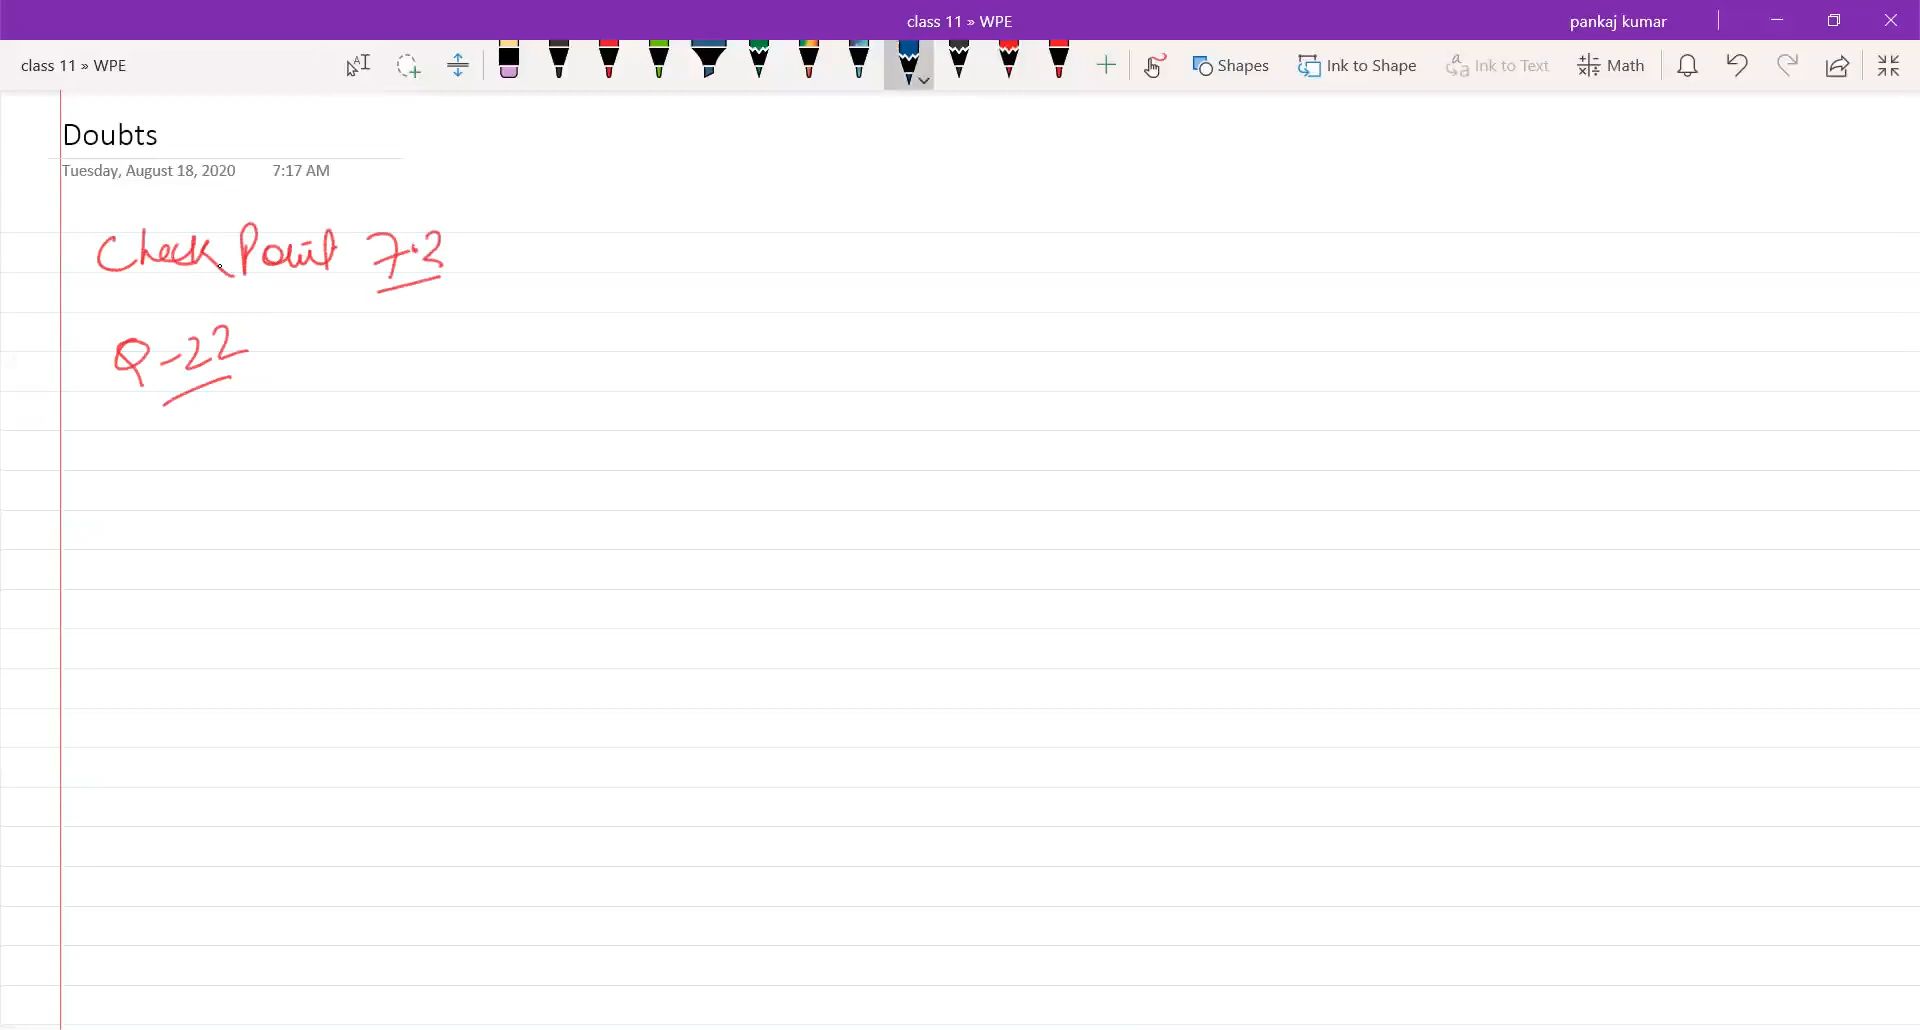 class 11 » WPE
pankaj kumar
class 11 » WPE
Shapes
Ink to Shape
Ink to Text
Math
Doubts
Tuesday, August 18, 2020 7:17 AM
Check Point 7.2
Q-22